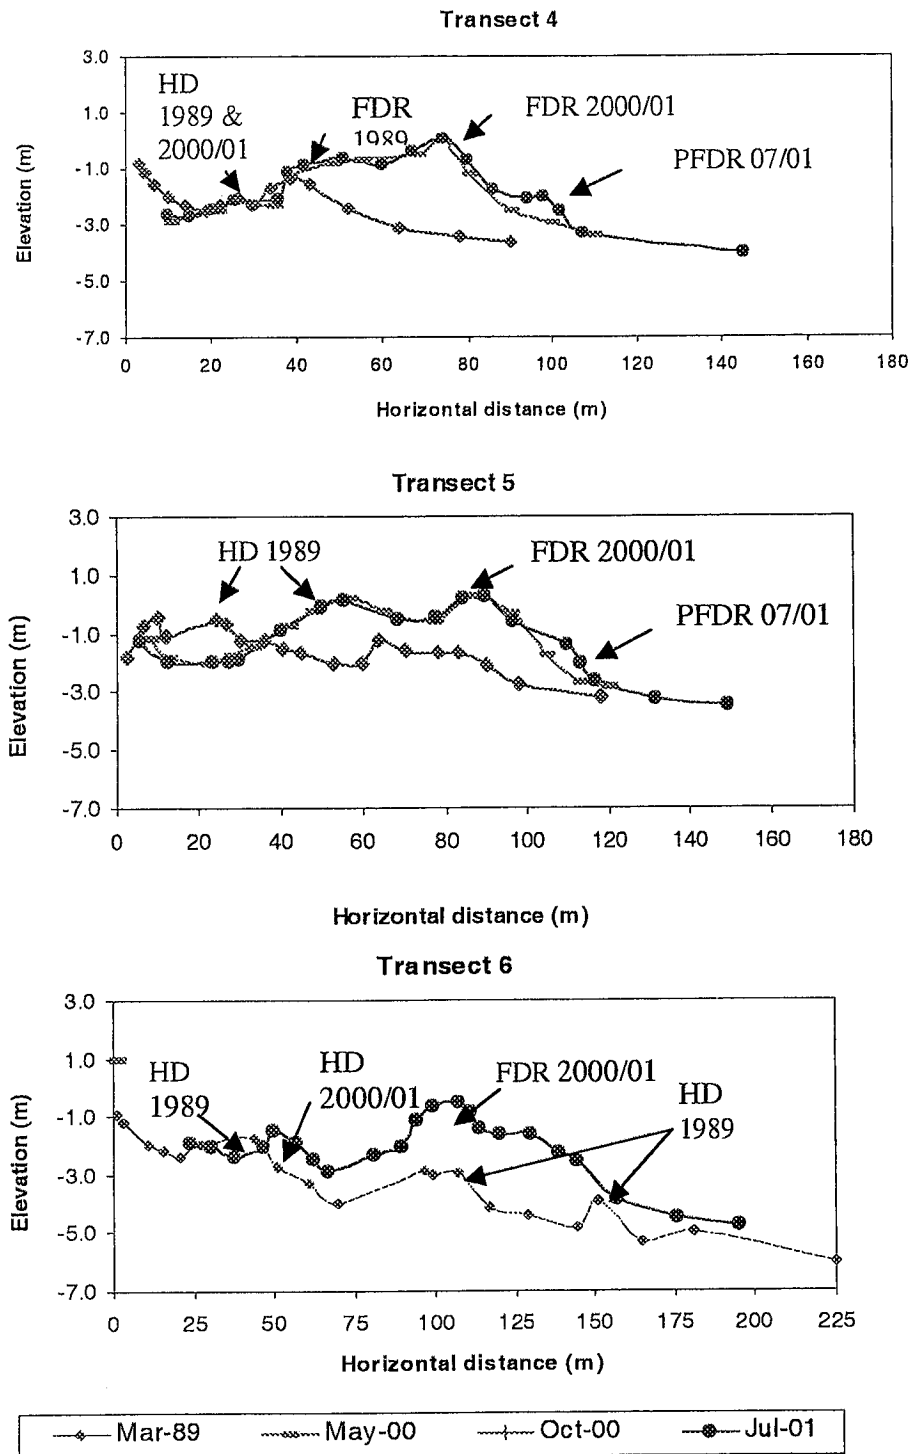 Transect 4
3.0
HD
1989 &
2000/01
FDR
1989
FDR 2000/01
1.0
PFDR 07/01
-1.0
Elevation (m)
-3.0
-5.0
-7.0
0 20 40 60 80 100 120 140 160 180
Horizontal distance (m)
Transect 5
3.0
HD 1989
FDR 2000/01
1.0
PFDR 07/01
-1.0
Elevation (m)
-3.0
-5.0
-7.0
0 20 40 60 80 100 120 140 160 180
Horizontal distance (m)
Transect 6
3.0
1.0
HD
1989
HD
2000/01
FDR 2000/01
HD
1989
-1.0
Elevation (m)
-3.0
-5.0
-7.0
0 25 50 75 100 125 150 175 200 225
Horizontal distance (m)
Mar-89 May-00 Oct-00 Jul-01